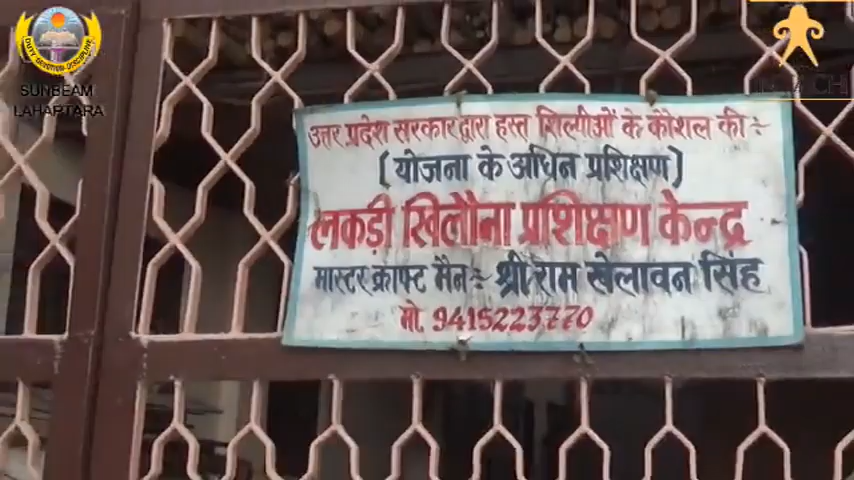 SUNBEAM
LAHARTARA
उत्तर प्रदेश सरकार द्वारा हस्त शिल्पीओं के कौशल की :-
(योजना के अधिन प्रशिक्षण)
लकड़ी खिलौना प्रशिक्षण केन्द्र
मास्टर क्राफ्ट मैन :- श्री राम खेलावन सिंह
मो. 9415223770